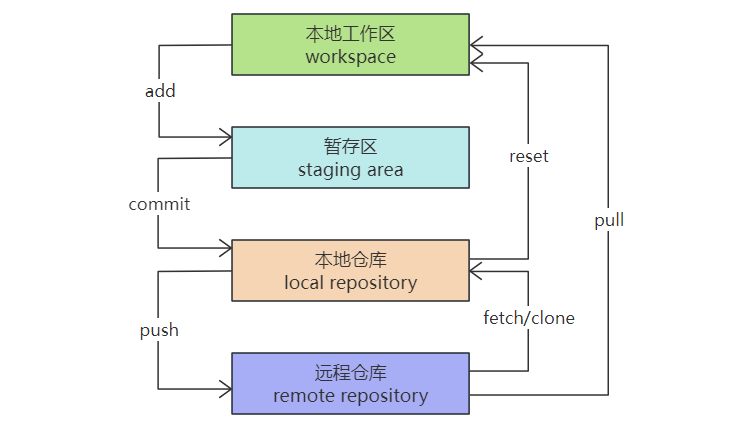 本地工作区
workspace
add
暂存区
staging area
reset
commit
pull
本地仓库
local repository
fetch/clone
push
远程仓库
remote repository